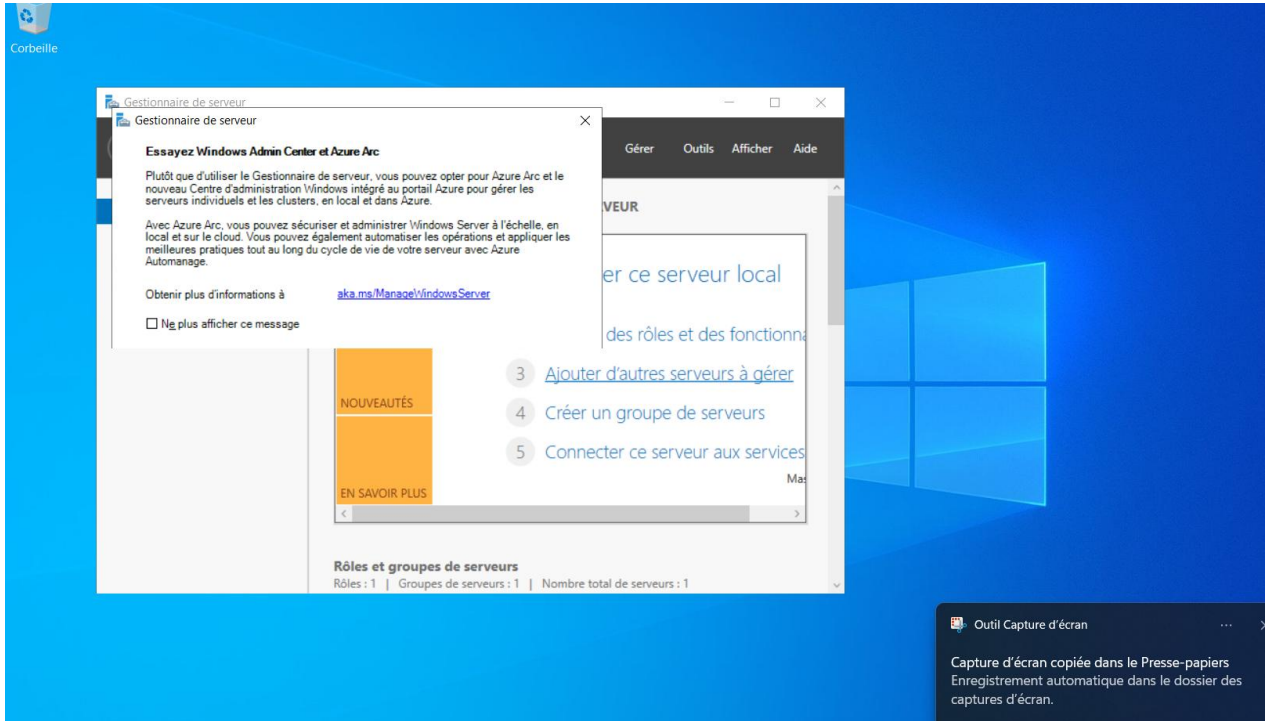 Corbeille
Gestionnaire de serveur
Gestionnaire de serveur
Gérer Outils Afficher Aide
Essayez Windows Admin Center et Azure Arc
Plutôt que d'utiliser le Gestionnaire de serveur, vous pouvez opter pour Azure Arc et le
nouveau Centre d'administration Windows intégré au portail Azure pour gérer les
serveurs individuels et les clusters, en local et dans Azure.
Avec Azure Arc, vous pouvez sécuriser et administrer Windows Server à l'échelle, en
local et sur le cloud. Vous pouvez également automatiser les opérations et appliquer les
meilleures pratiques tout au long du cycle de vie de votre serveur avec Azure
Automanage.
Obtenir plus d'informations à aka.ms/ManageWindowsServer
Ne plus afficher ce message
VEUR
er ce serveur local
des rôles et des fonctionna
3 Ajouter d'autres serveurs à gérer
4 Créer un groupe de serveurs
5 Connecter ce serveur aux services
Mas
NOUVEAUTÉS
EN SAVOIR PLUS
Rôles et groupes de serveurs
Rôles : 1 | Groupes de serveurs : 1 | Nombre total de serveurs : 1
Outil Capture d'écran
Capture d'écran copiée dans le Presse-papiers
Enregistrement automatique dans le dossier des
captures d'écran.